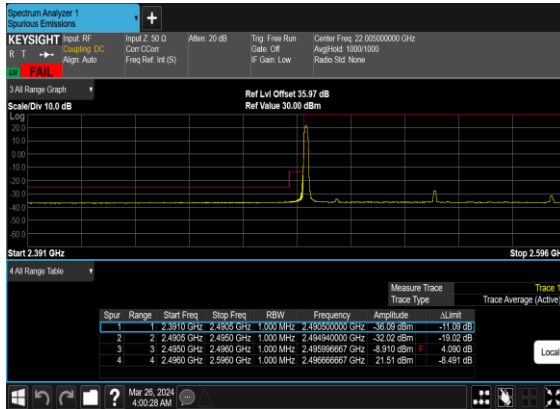 Spectrum Analyzer 1
Spurious Emissions
+
KEYSIGHT Input: RF Input Z: 50 Ω Atten: 20 dB Trig: Free Run Center Freq: 22.005000000 GHz
R T Coupling: DC Corr CCorr Gate: Off Avg|Hold: 1000/1000
Align: Auto Freq Ref: Int (S) IF Gain: Low Radio Std: None
LV FAIL
3 All Range Graph
Ref Lvl Offset 35.97 dB
Scale/Div 10.0 dB Ref Value 30.00 dBm
Log
20.0
10.0
0.00
-10.0
-20.0
-30.0
-40.0
-50.0
-60.0
Start 2.391 GHz Stop 2.596 GH
4 All Range Table
Measure Trace Trace 1
Trace Type Trace Average (Active)
Spur Range Start Freq Stop Freq RBW Frequency Amplitude ΔLimit
1 1 2.3910 GHz 2.4905 GHz 1.000 MHz 2.490500000 GHz -36.09 dBm -11.09 dB
2 2 2.4905 GHz 2.4950 GHz 1.000 MHz 2.494940000 GHz -32.02 dBm -19.02 dB
3 3 2.4950 GHz 2.4960 GHz 1.000 MHz 2.495996667 GHz -8.910 dBm F 4.090 dB
4 4 2.4960 GHz 2.5960 GHz 1.000 MHz 2.496666667 GHz 21.51 dBm -8.491 dB
Local
? Mar 26, 2024
4:00:28 AM